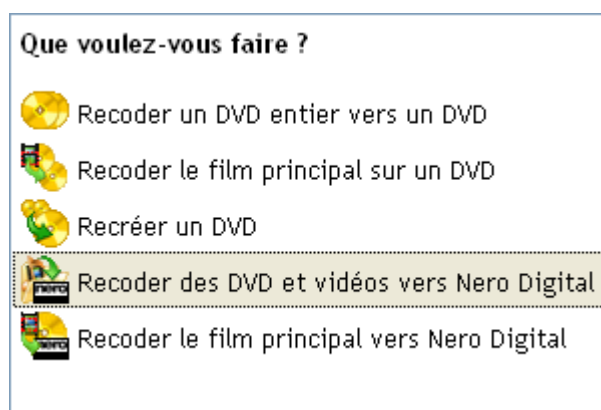 Que voulez-vous faire ?
Recoder un DVD entier vers un DVD
Recoder le film principal sur un DVD
Recréer un DVD
Recoder des DVD et vidéos vers Nero Digital
Recoder le film principal vers Nero Digital